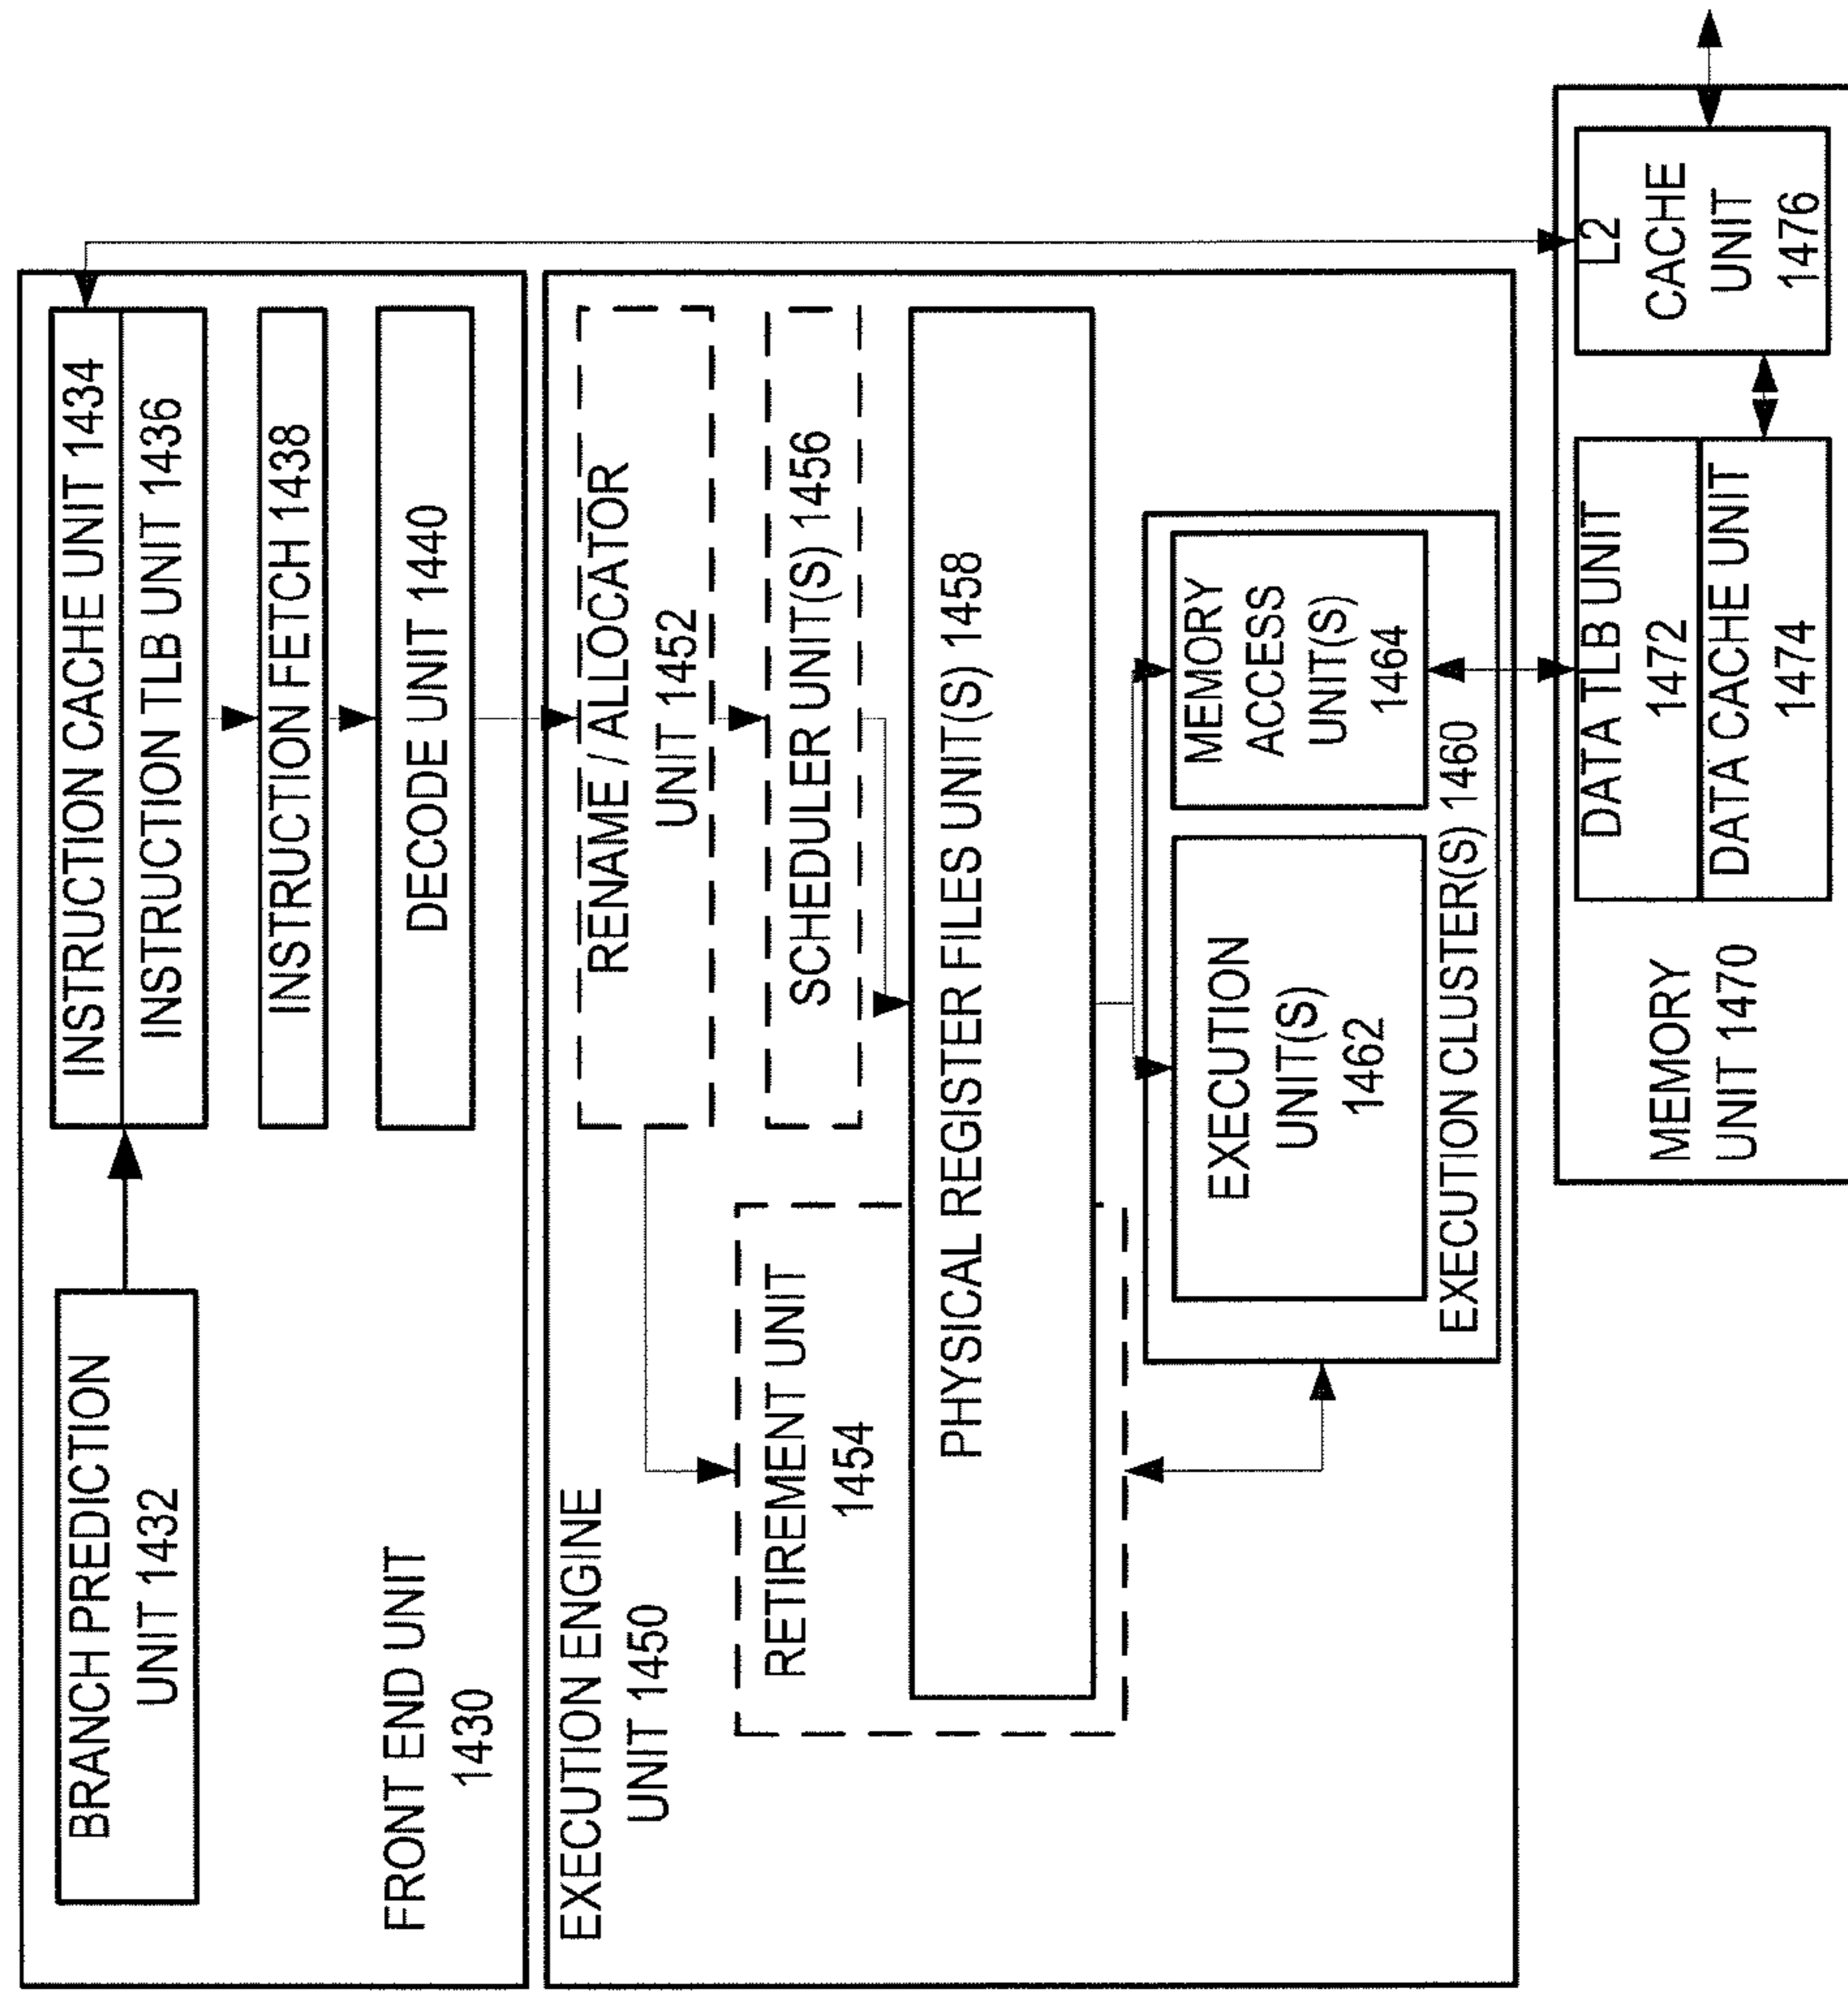 BRANCH PREDICTION
UNIT 1432
INSTRUCTION CACHE UNIT 1434
INSTRUCTION TLB UNIT 1436
INSTRUCTION FETCH 1438
DECODE UNIT 1440
FRONT END UNIT
1430
EXECUTION ENGINE
UNIT 1450
RENAME / ALLOCATOR
UNIT 1452
RETIREMENT UNIT
1454
SCHEDULER UNIT(S) 1456
PHYSICAL REGISTER FILES UNIT(S) 1458
EXECUTION
UNIT(S)
1462
MEMORY
ACCESS
UNIT(S)
1464
EXECUTION CLUSTER(S) 1460
MEMORY
UNIT 1470
DATA TLB UNIT
1472
DATA CACHE UNIT
1474
L2
CACHE
UNIT
1476